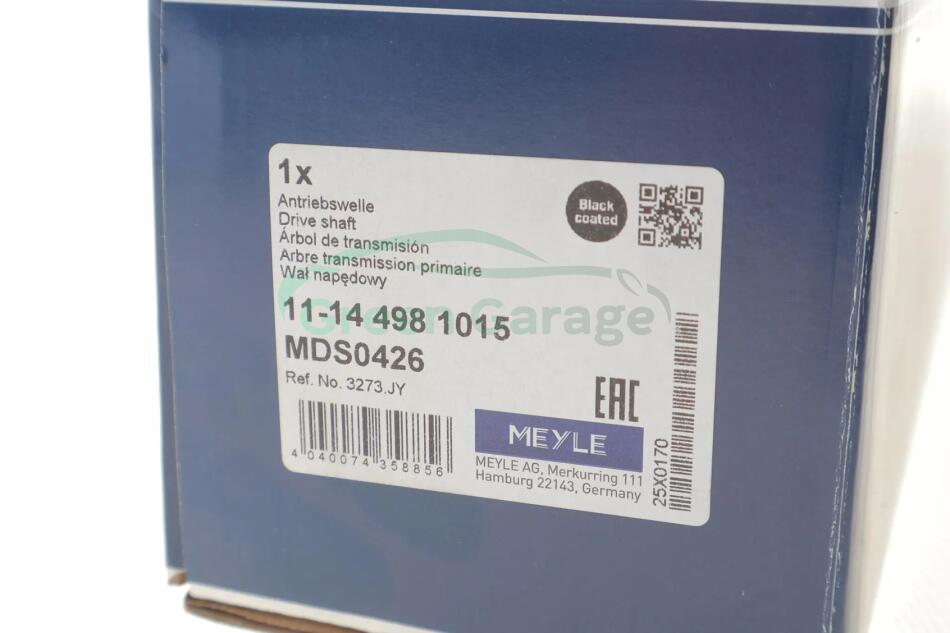 1x
Antriebswelle
Drive shaft
Árbol de transmisión
Arbre transmission primaire
Wał napędowy
Black
coated
11-14 498 1015
Green Garage
MDS0426
Ref. No. 3273.JY
EAC
4 040074 358856
MEYLE
MEYLE AG, Merkurring 111
Hamburg 22143, Germany
25X0170